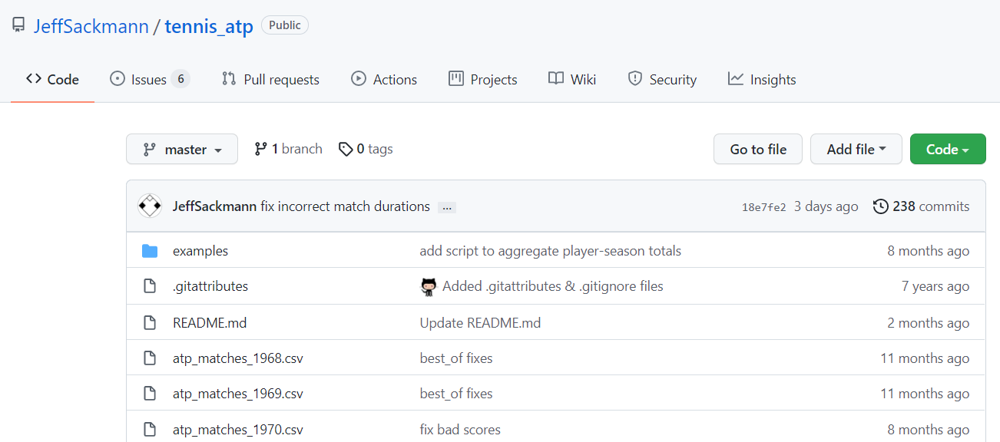 JeffSackmann / tennis_atp Public
Code Issues 6 Pull requests Actions Projects Wiki Security Insights
master 1 branch 0 tags Go to file Add file Code
JeffSackmann fix incorrect match durations ... 18e7fe2 3 days ago 238 commits
examples add script to aggregate player-season totals 8 months ago
.gitattributes Added .gitattributes & .gitignore files 7 years ago
README.md Update README.md 2 months ago
atp_matches_1968.csv best_of fixes 11 months ago
atp_matches_1969.csv best_of fixes 11 months ago
atp_matches_1970.csv fix bad scores 8 months ago